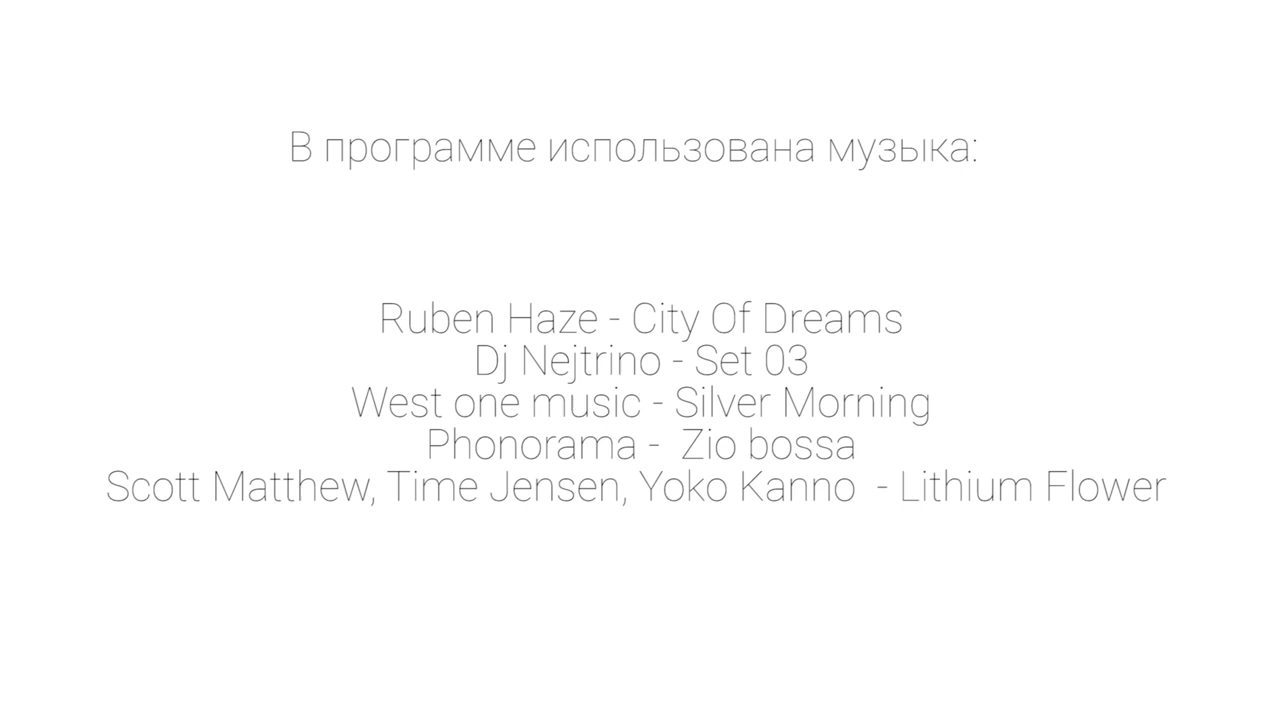 В программе использована музыка:
Ruben Haze - City Of Dreams
Dj Nejtrino - Set 03
West one music - Silver Morning
Phonorama -  Zio bossa
Scott Matthew, Time Jensen, Yoko Kanno  - Lithium Flower